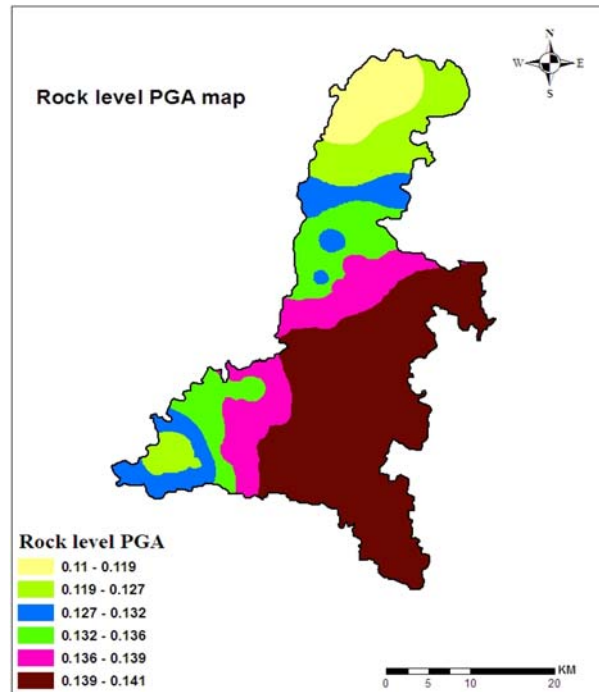 N
W E
S
Rock level PGA map
Rock level PGA
0.11 - 0.119
0.119 - 0.127
0.127 - 0.132
0.132 - 0.136
0.136 - 0.139
0.139 - 0.141
KM
0 5 10 20